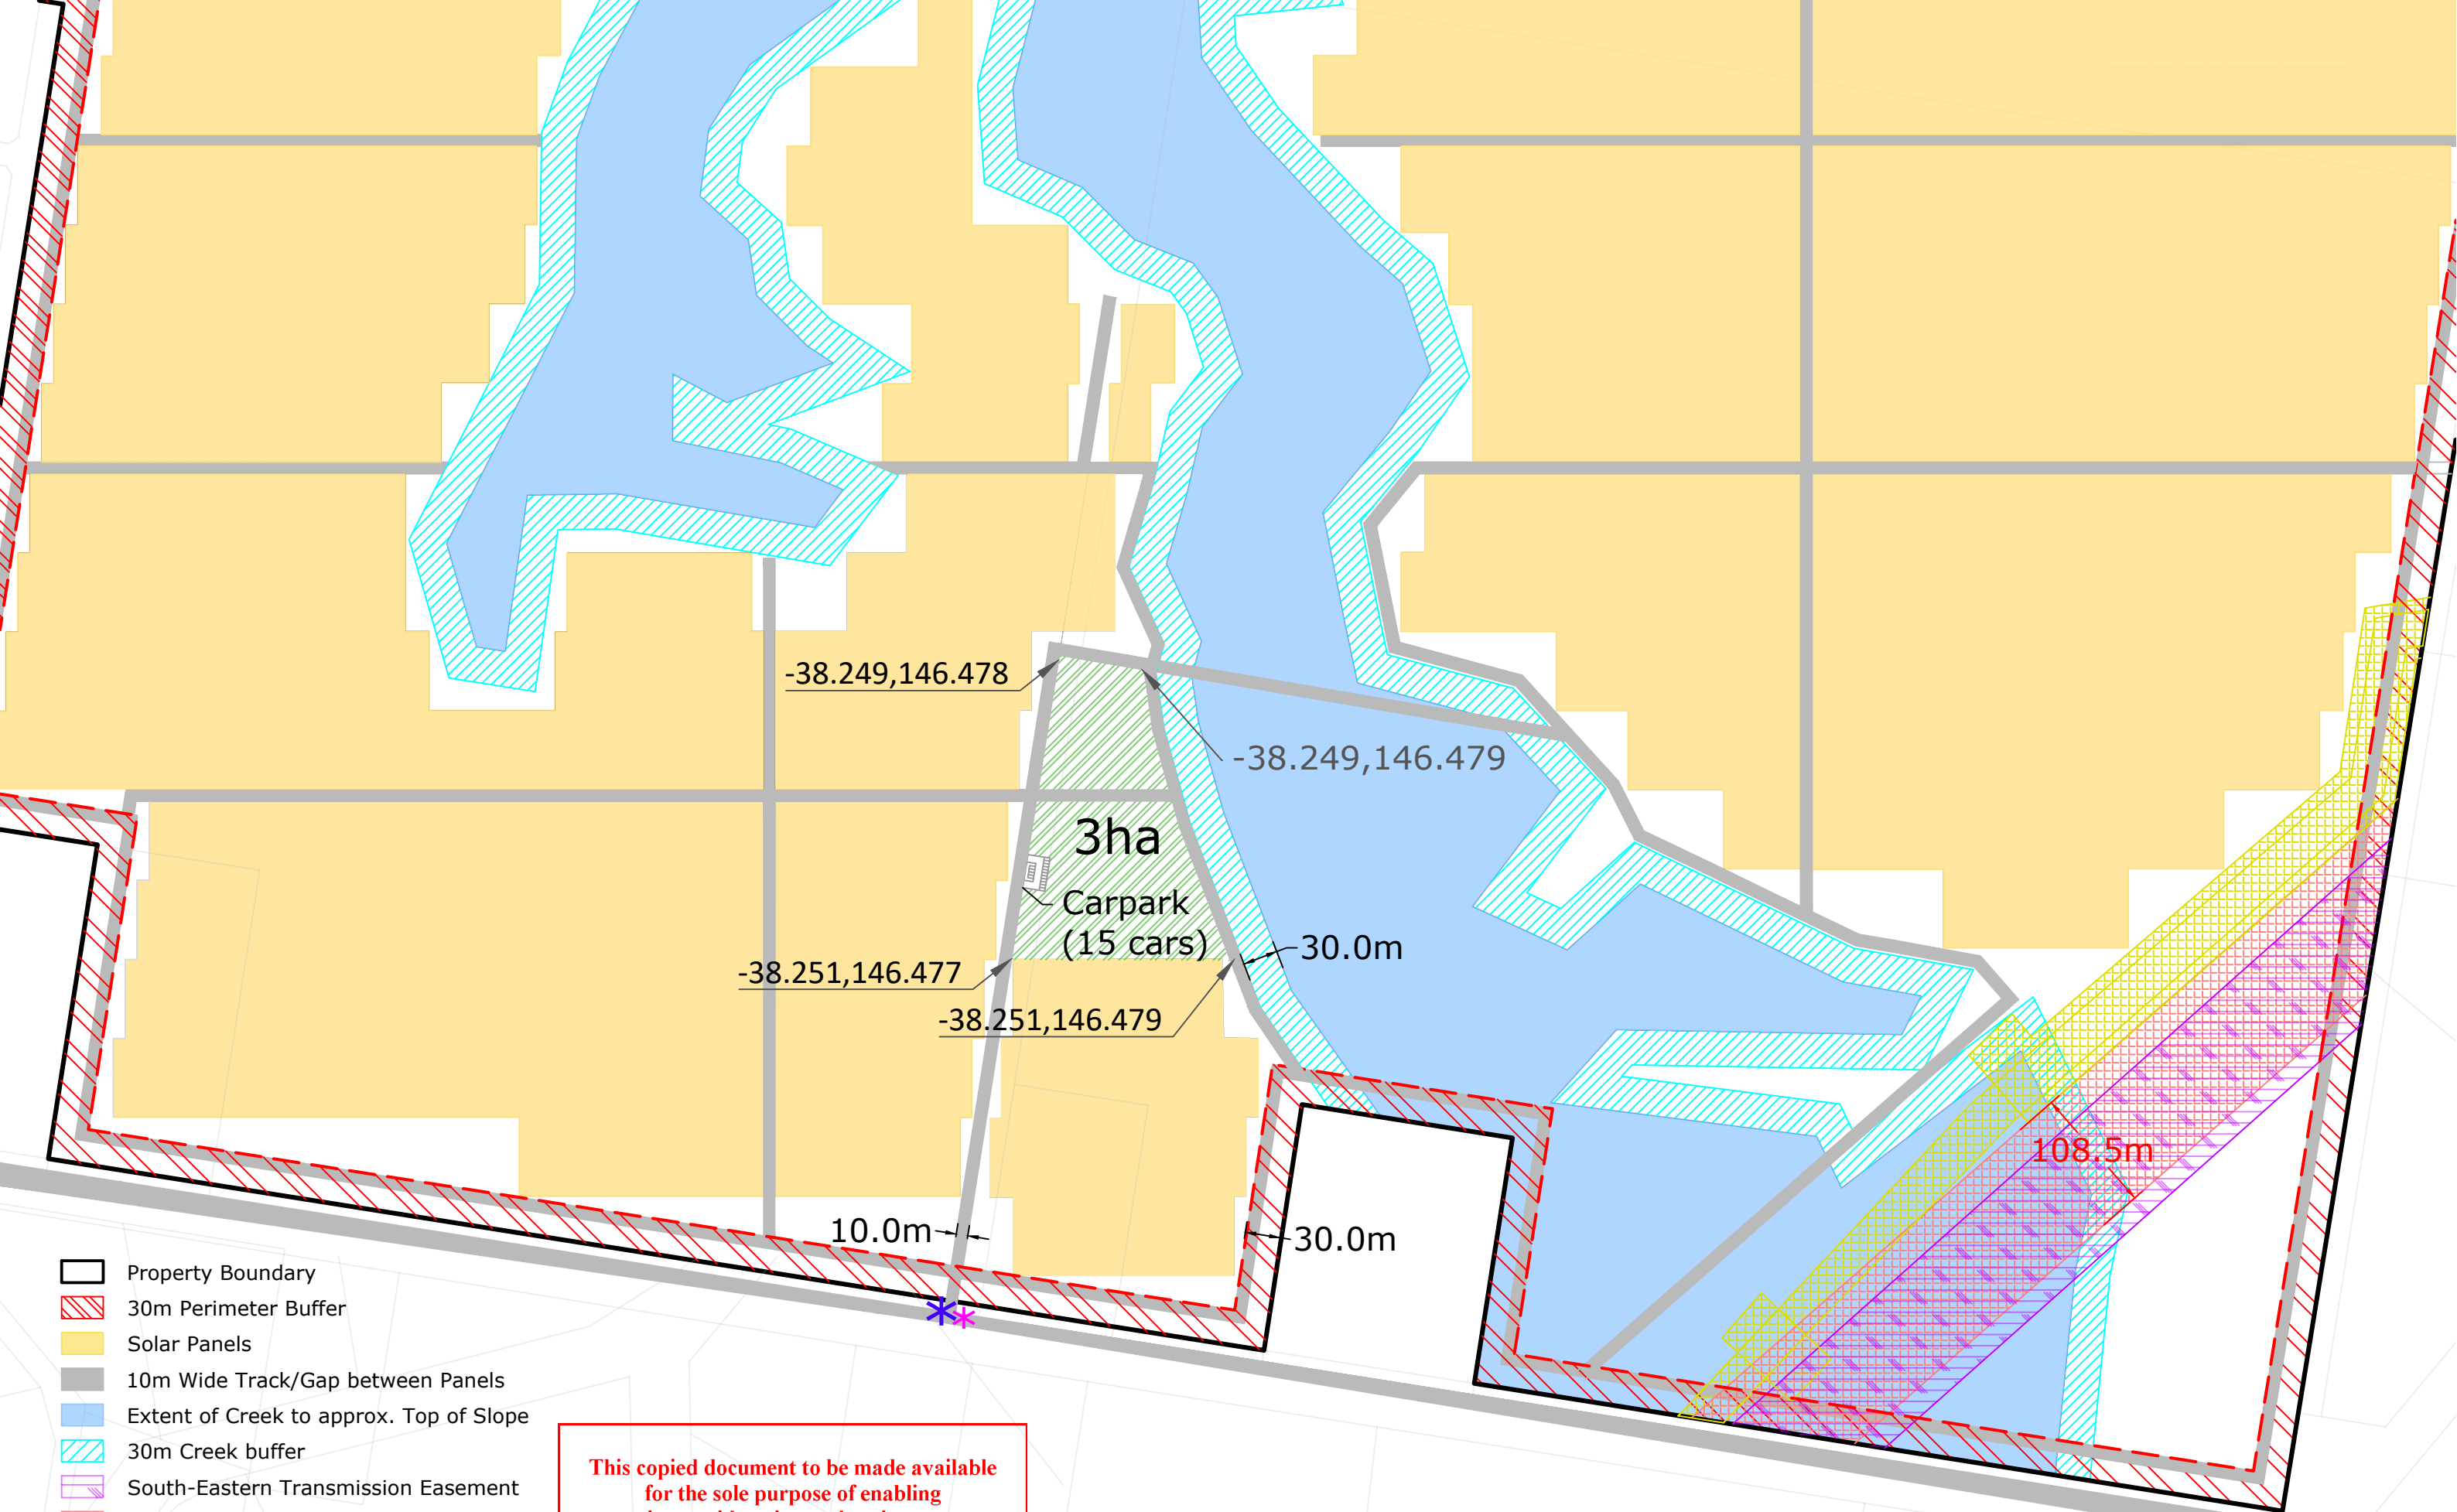 -38.249,146.478
-38.249,146.479
3ha
Carpark
(15 cars)
30.0m
-38.251,146.477
-38.251,146.479
108.5m
10.0m
30.0m
Property Boundary
30m Perimeter Buffer
Solar Panels
10m Wide Track/Gap between Panels
Extent of Creek to approx. Top of Slope
30m Creek buffer
South-Eastern Transmission Easement
This copied document to be made available
for the sole purpose of enabling